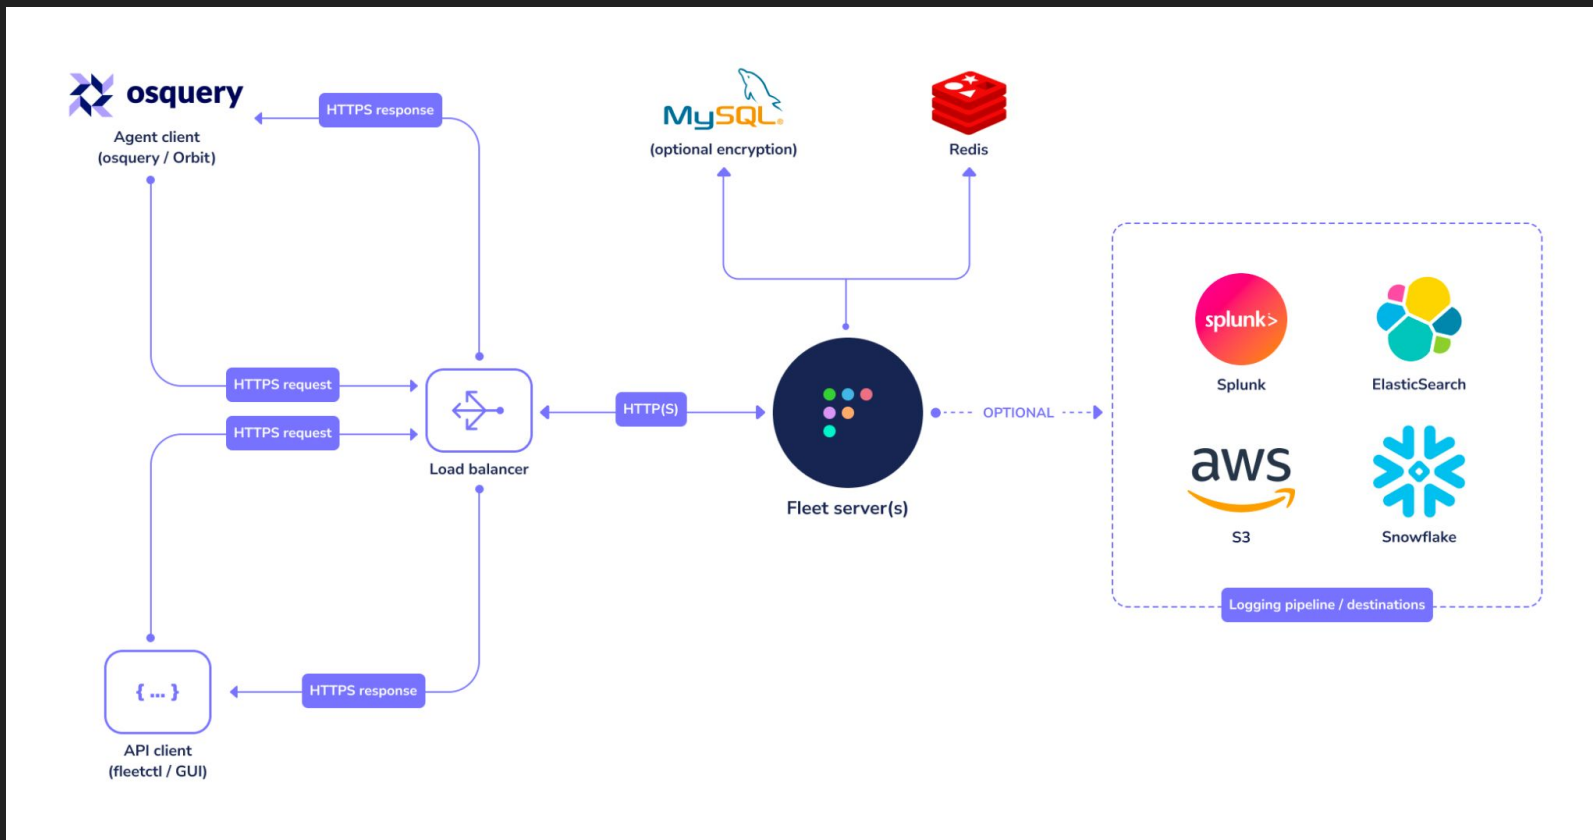 osquery
Agent client
(osquery / Orbit)
HTTPS response
MySQL®
(optional encryption)
Redis
HTTPS request
HTTPS request
Load balancer
HTTP(S)
Fleet server(s)
OPTIONAL
splunk>
Splunk
ElasticSearch
aws
S3
Snowflake
Logging pipeline / destinations
{ ... }
API client
(fleetctl / GUI)
HTTPS response